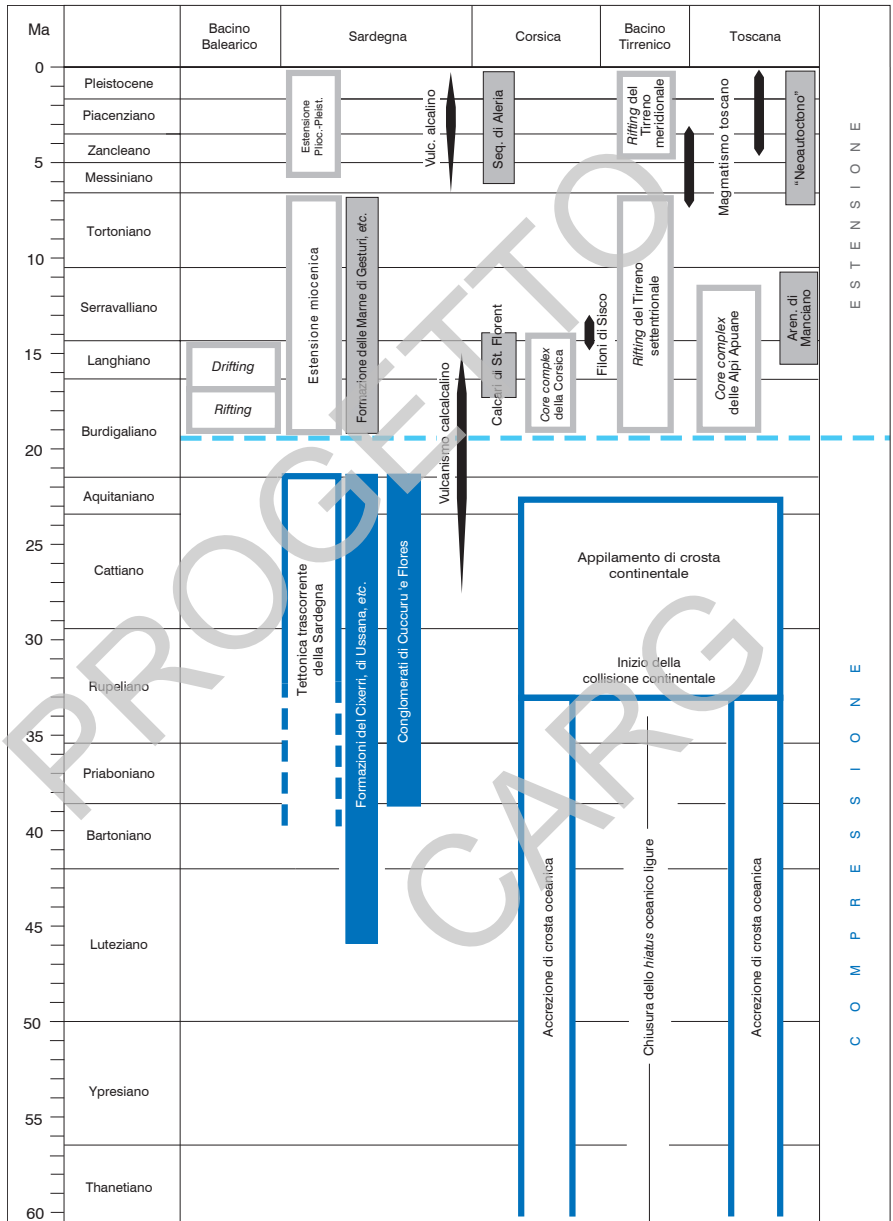 Ma
Bacino
Balearico
Sardegna
Corsica
Bacino
Tirrenico
Toscana
0
5
10
15
20
25
30
35
40
45
50
55
60
Pleistocene
Piacenziano
Zancleano
Messiniano
Tortoniano
Serravalliano
Langhiano
Burdigaliano
Aquitaniano
Cattiano
Rupeliano
Priaboniano
Bartoniano
Luteziano
Ypresiano
Thanetiano
Drifting
Rifting
Estensione
Plioc.-Pleist.
Estensione miocenica
Formazione delle Marne di Gesturi, etc.
Vulc. alcalino
Vulcanismo calcalcalino
Tettonica trascorrente
della Sardegna
Formazioni del Cixerri, di Ussana, etc.
Conglomerati di Cuccuru 'e Flores
Seq. di Aleria
Calcari di St. Florent
Core complex
della Corsica
Filoni di Sisco
Rifting del
Tirreno
meridionale
Rifting del Tirreno
settentrionale
Magmatismo toscano
"Neoautoctono"
Core complex
delle Alpi Apuane
Aren. di
Manciano
Appilamento di crosta
continentale
Inizio della
collisione continentale
Accrezione di crosta oceanica
Chiusura dello hiatus oceanico ligure
Accrezione di crosta oceanica
ESTENSIONE
COMPRESSIONE
PROGETTO
CARG